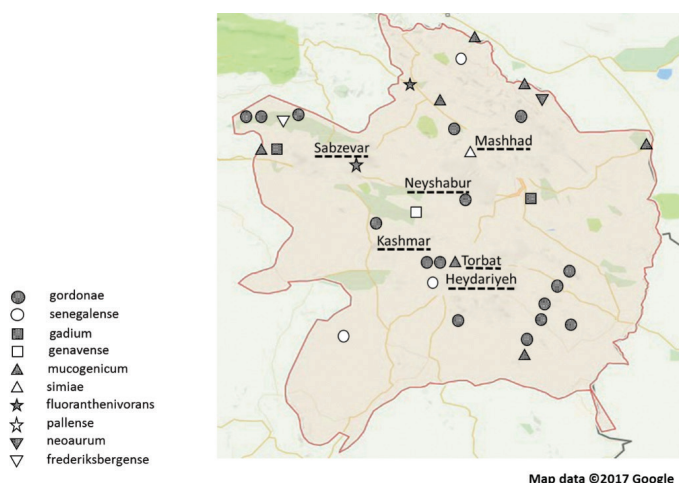 Mashhad
Sabzevar
Neyshabur
Kashmar
Torbat
Heydariyeh
gordonae
senegalense
gadium
genavense
mucogenicum
simiae
fluoranthenivorans
pallense
neoaurum
frederiksbergense
Map data ©2017 Google